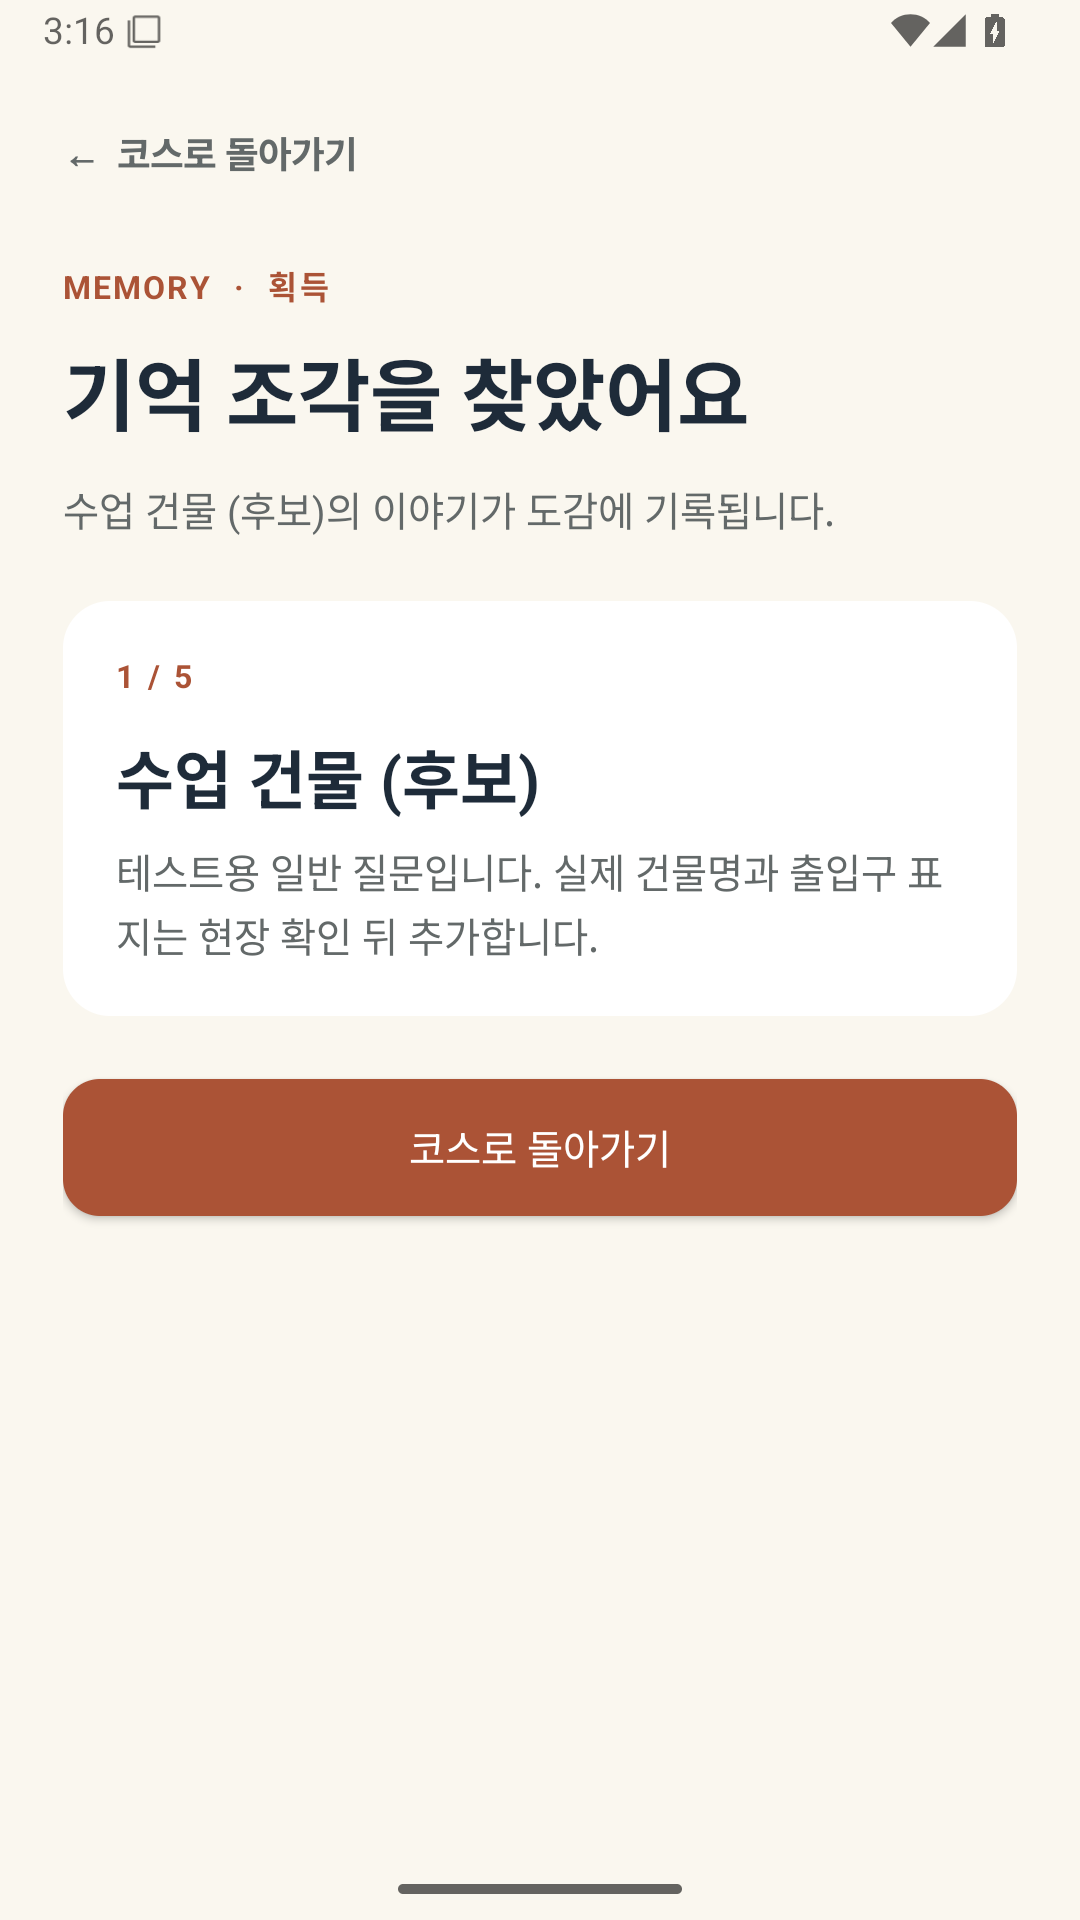 3:16
← 코스로 돌아가기
MEMORY · 획득
기억 조각을 찾았어요
수업 건물 (후보)의 이야기가 도감에 기록됩니다.
1 / 5
수업 건물 (후보)
테스트용 일반 질문입니다. 실제 건물명과 출입구 표
지는 현장 확인 뒤 추가합니다.
코스로 돌아가기